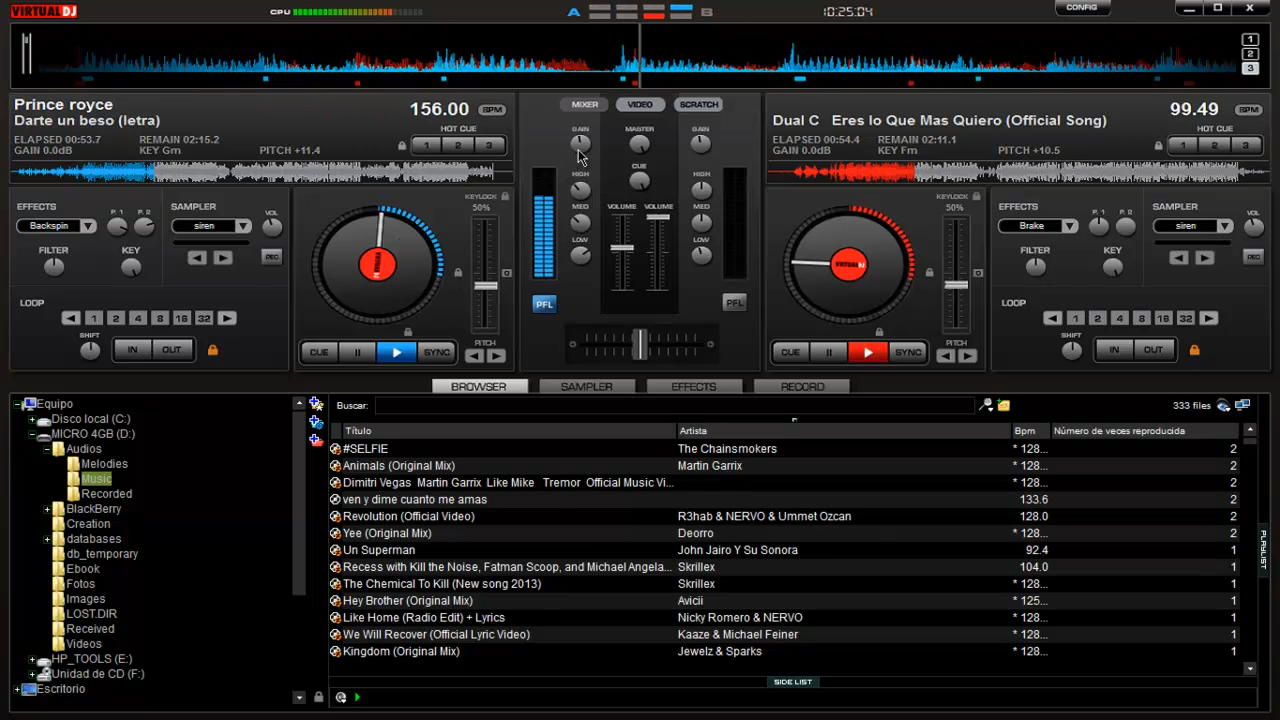 VIRTUAL DJ
CPU
A
B
10:25:04
CONFIG
1
2
3
Prince royce
Darte un beso (letra)
156.00
BPM
ELAPSED 00:53.7 REMAIN 02:15.2
GAIN 0.0dB KEY Gm PITCH +11.4
HOT CUE
1 2 3
MIXER VIDEO SCRATCH
GAIN MASTER GAIN
CUE
HIGH HIGH
MED VOLUME VOLUME MED
LOW LOW
PFL PFL
99.49
BPM
Dual C Eres lo Que Mas Quiero (Official Song)
ELAPSED 00:54.4 REMAIN 02:11.1
GAIN 0.0dB KEY Fm PITCH +10.5
HOT CUE
1 2 3
EFFECTS P. 1 P. 2 SAMPLER VOL
Backspin siren
FILTER KEY REC
LOOP
1 2 4 8 16 32
SHIFT IN OUT
KEYLOCK
50%
PITCH
CUE SYNC
VIRTUAL DJ
KEYLOCK
50%
PITCH
CUE SYNC
EFFECTS P. 1 P. 2 SAMPLER VOL
Brake siren
FILTER KEY REC
LOOP
1 2 4 8 16 32
SHIFT IN OUT
BROWSER SAMPLER EFFECTS RECORD
Equipo
Disco local (C:)
MICRO 4GB (D:)
Audios
Melodies
Music
Recorded
BlackBerry
Creation
databases
db_temporary
Ebook
Fotos
Images
LOST.DIR
Received
Videos
HP_TOOLS (E:)
Unidad de CD (F:)
Escritorio
Buscar: 333 files
Título Artista Bpm Número de veces reproducida
#SELFIE The Chainsmokers * 128... 2
Animals (Original Mix) Martin Garrix * 128... 2
Dimitri Vegas Martin Garrix Like Mike Tremor Official Music Vi... * 128... 2
ven y dime cuanto me amas 133.6 2
Revolution (Official Video) R3hab & NERVO & Ummet Ozcan 128.0 2
Yee (Original Mix) Deorro * 128... 2
Un Superman John Jairo Y Su Sonora 92.4 1
Recess with Kill the Noise, Fatman Scoop, and Michael Angela... Skrillex 104.0 1
The Chemical To Kill (New song 2013) Skrillex * 128... 1
Hey Brother (Original Mix) Avicii * 125... 1
Like Home (Radio Edit) + Lyrics Nicky Romero & NERVO * 128... 1
We Will Recover (Official Lyric Video) Kaaze & Michael Feiner * 128... 1
Kingdom (Original Mix) Jewelz & Sparks * 128... 1
SIDE LIST
PLAYLIST